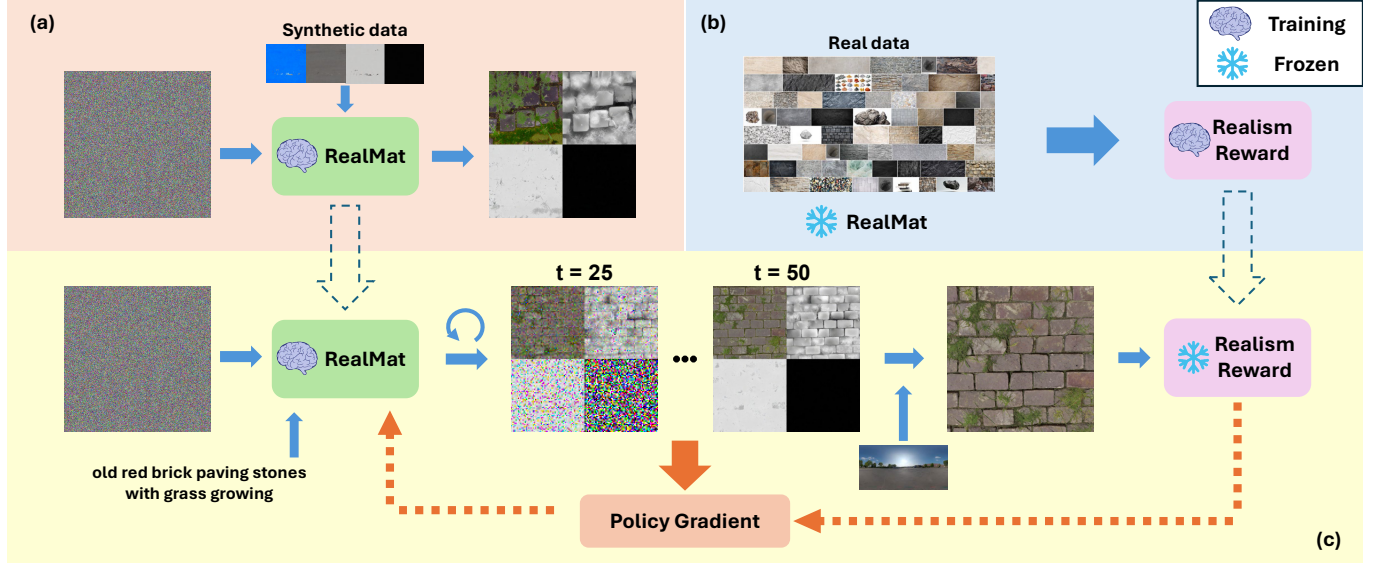 (a)
Synthetic data
RealMat
(b)
Real data
RealMat
Realism
Reward
Training
Frozen
t = 25
t = 50
RealMat
Realism
Reward
old red brick paving stones
with grass growing
Policy Gradient
(c)